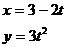 x = 3 − 2t
y = 3t²